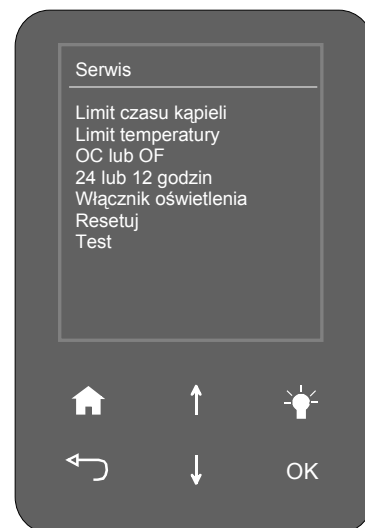 Serwis
Limit czasu kąpieli
Limit temperatury
OC lub OF
24 lub 12 godzin
Włącznik oświetlenia
Resetuj
Test
OK